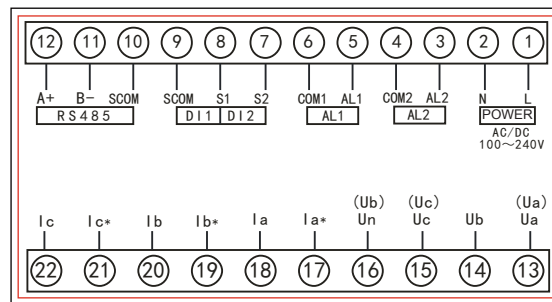 12 11 10 9 8 7 6 5 4 3 2 1
A+ B- SCOM SCOM S1 S2 COM1 AL1 COM2 AL2 N L
RS485 DI1 DI2 AL1 AL2 POWER
AC/DC
100～240V
(Ub) (Uc) (Ua)
Ic Ic* Ib Ib* Ia Ia* Un Uc Ub Ua
22 21 20 19 18 17 16 15 14 13